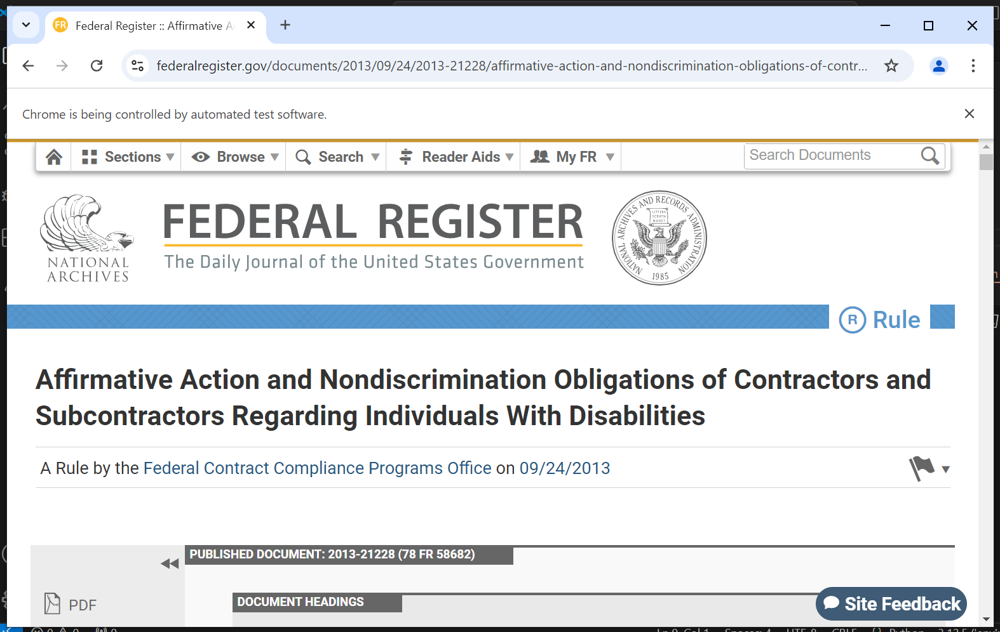 Federal Register :: Affirmative A
federalregister.gov/documents/2013/09/24/2013-21228/affirmative-action-and-nondiscrimination-obligations-of-contr...
Chrome is being controlled by automated test software.
Sections Browse Search Reader Aids My FR Search Documents
NATIONAL ARCHIVES
FEDERAL REGISTER
The Daily Journal of the United States Government
NATIONAL ARCHIVES AND RECORDS ADMINISTRATION
LITTERA
SCRIPTA
MANET
1985
R Rule
Affirmative Action and Nondiscrimination Obligations of Contractors and
Subcontractors Regarding Individuals With Disabilities
A Rule by the Federal Contract Compliance Programs Office on 09/24/2013
PUBLISHED DOCUMENT: 2013-21228 (78 FR 58682)
PDF
DOCUMENT HEADINGS
Site Feedback